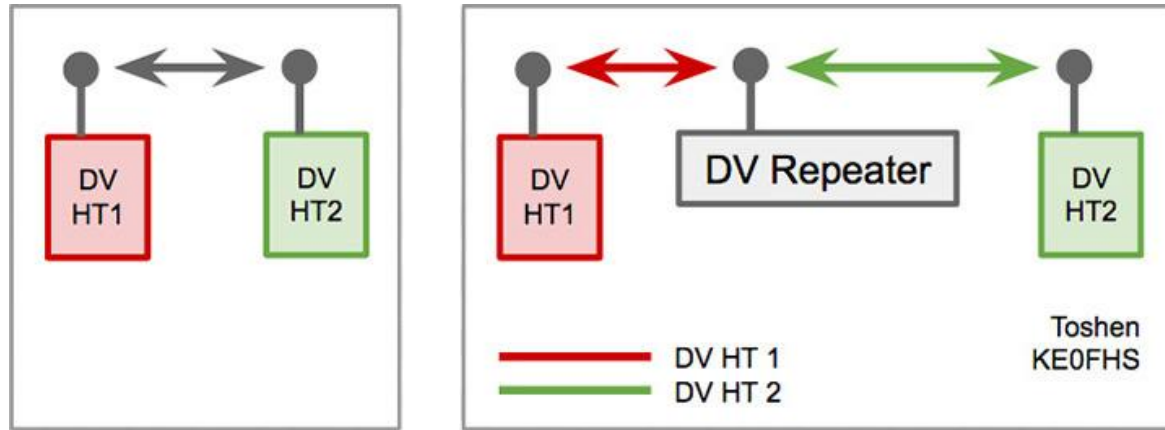 DV
HT1
DV
HT2
DV
HT1
DV Repeater
DV
HT2
DV HT 1
DV HT 2
Toshen
KE0FHS